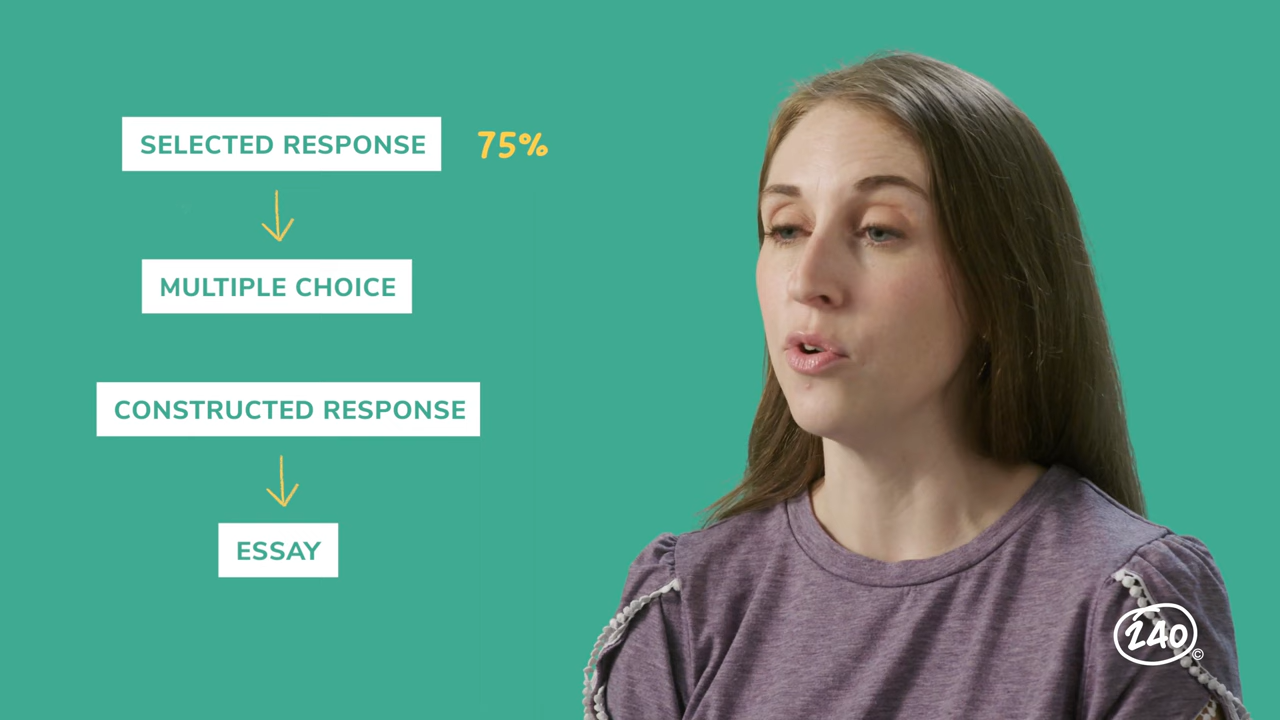 SELECTED RESPONSE 75%
MULTIPLE CHOICE
CONSTRUCTED RESPONSE
ESSAY
240
©